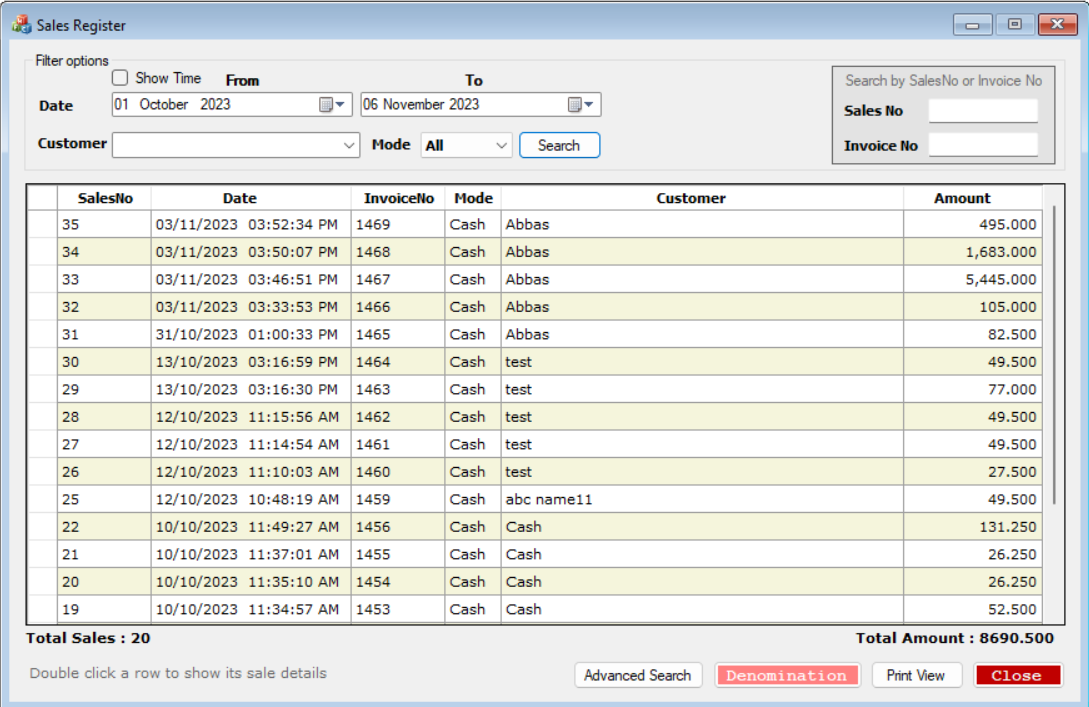 Sales Register
Filter options
Show Time From To
Date 01 October 2023 06 November 2023
Customer Mode All Search
Search by SalesNo or Invoice No
Sales No
Invoice No
SalesNo Date InvoiceNo Mode Customer Amount
35 03/11/2023 03:52:34 PM 1469 Cash Abbas 495.000
34 03/11/2023 03:50:07 PM 1468 Cash Abbas 1,683.000
33 03/11/2023 03:46:51 PM 1467 Cash Abbas 5,445.000
32 03/11/2023 03:33:53 PM 1466 Cash Abbas 105.000
31 31/10/2023 01:00:33 PM 1465 Cash Abbas 82.500
30 13/10/2023 03:16:59 PM 1464 Cash test 49.500
29 13/10/2023 03:16:30 PM 1463 Cash test 77.000
28 12/10/2023 11:15:56 AM 1462 Cash test 49.500
27 12/10/2023 11:14:54 AM 1461 Cash test 49.500
26 12/10/2023 11:10:03 AM 1460 Cash test 27.500
25 12/10/2023 10:48:19 AM 1459 Cash abc name11 49.500
22 10/10/2023 11:49:27 AM 1456 Cash Cash 131.250
21 10/10/2023 11:37:01 AM 1455 Cash Cash 26.250
20 10/10/2023 11:35:10 AM 1454 Cash Cash 26.250
19 10/10/2023 11:34:57 AM 1453 Cash Cash 52.500
Total Sales : 20 Total Amount : 8690.500
Double click a row to show its sale details Advanced Search Denomination Print View Close